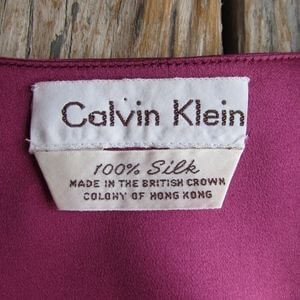 Calvin Klein
100% Silk
MADE IN THE BRITISH CROWN
COLONY OF HONG KONG